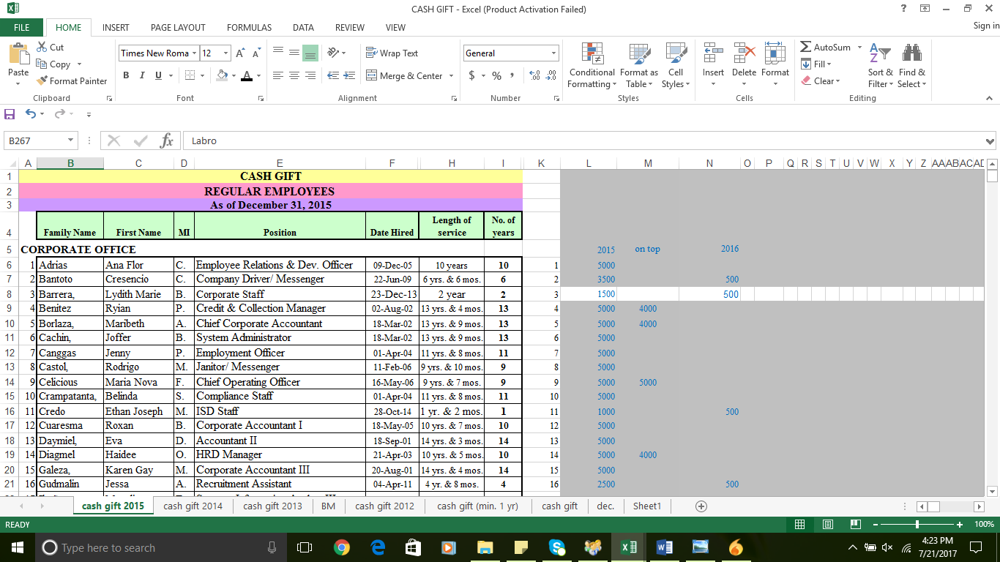 CASH GIFT - Excel (Product Activation Failed)
FILE HOME INSERT PAGE LAYOUT FORMULAS DATA REVIEW VIEW Sign in
Cut
Copy
Format Painter
Paste
Clipboard
Times New Roma 12
B I U
Font
Wrap Text
Merge & Center
Alignment
General
$ % ,
Number
Conditional Formatting
Format as Table
Cell Styles
Styles
Insert Delete Format
Cells
AutoSum
Fill
Clear
Sort & Filter
Find & Select
Editing
B267 fx Labro
A B C D E F H I K L M N O P Q R S T U V W X Y Z AA AB AC AD
1 CASH GIFT
2 REGULAR EMPLOYEES
3 As of December 31, 2015
4 Family Name First Name MI Position Date Hired Length of service No. of years
5 CORPORATE OFFICE 2015 on top 2016
6 1 Adrias Ana Flor C. Employee Relations & Dev. Officer 09-Dec-05 10 years 10 1 5000
7 2 Bantoto Cresencio C. Company Driver/ Messenger 22-Jun-09 6 yrs. & 6 mos. 6 2 3500 500
8 3 Barrera, Lydith Marie B. Corporate Staff 23-Dec-13 2 year 2 3 1500 500
9 4 Benitez Ryian P. Credit & Collection Manager 02-Aug-02 13 yrs. & 4 mos. 13 4 5000 4000
10 5 Borlaza, Maribeth A. Chief Corporate Accountant 18-Mar-02 13 yrs. & 9 mos. 13 5 5000 4000
11 6 Cachin, Joffer B. System Administrator 18-Mar-02 13 yrs. & 9 mos. 13 6 5000
12 7 Canggas Jenny P. Employment Officer 01-Apr-04 11 yrs. & 8 mos. 11 7 5000
13 8 Castol, Rodrigo M. Janitor/ Messenger 11-Feb-06 9 yrs. & 10 mos. 9 8 5000
14 9 Celicious Maria Nova F. Chief Operating Officer 16-May-06 9 yrs. & 7 mos. 9 9 5000 5000
15 10 Crampatanta, Belinda S. Compliance Staff 01-Apr-04 11 yrs. & 8 mos. 11 10 5000
16 11 Credo Ethan Joseph M. ISD Staff 28-Oct-14 1 yr. & 2 mos. 1 11 1000 500
17 12 Cuaresma Roxan B. Corporate Accountant I 18-May-05 10 yrs. & 7 mos. 10 12 5000
18 13 Daymiel, Eva D. Accountant II 18-Sep-01 14 yrs. & 3 mos. 14 13 5000
19 14 Diagmel Haidee O. HRD Manager 21-Apr-03 10 yrs. & 5 mos. 10 14 5000 4000
20 15 Galeza, Karen Gay M. Corporate Accountant III 20-Aug-01 14 yrs. & 4 mos. 14 15 5000
21 16 Gudmalin Jessa A. Recruitment Assistant 04-Apr-11 4 yr. & 8 mos. 4 16 2500 500
cash gift 2015 cash gift 2014 cash gift 2013 BM cash gift 2012 cash gift (min. 1 yr) cash gift dec. Sheet1
READY 100%
Type here to search
4:23 PM
7/21/2017